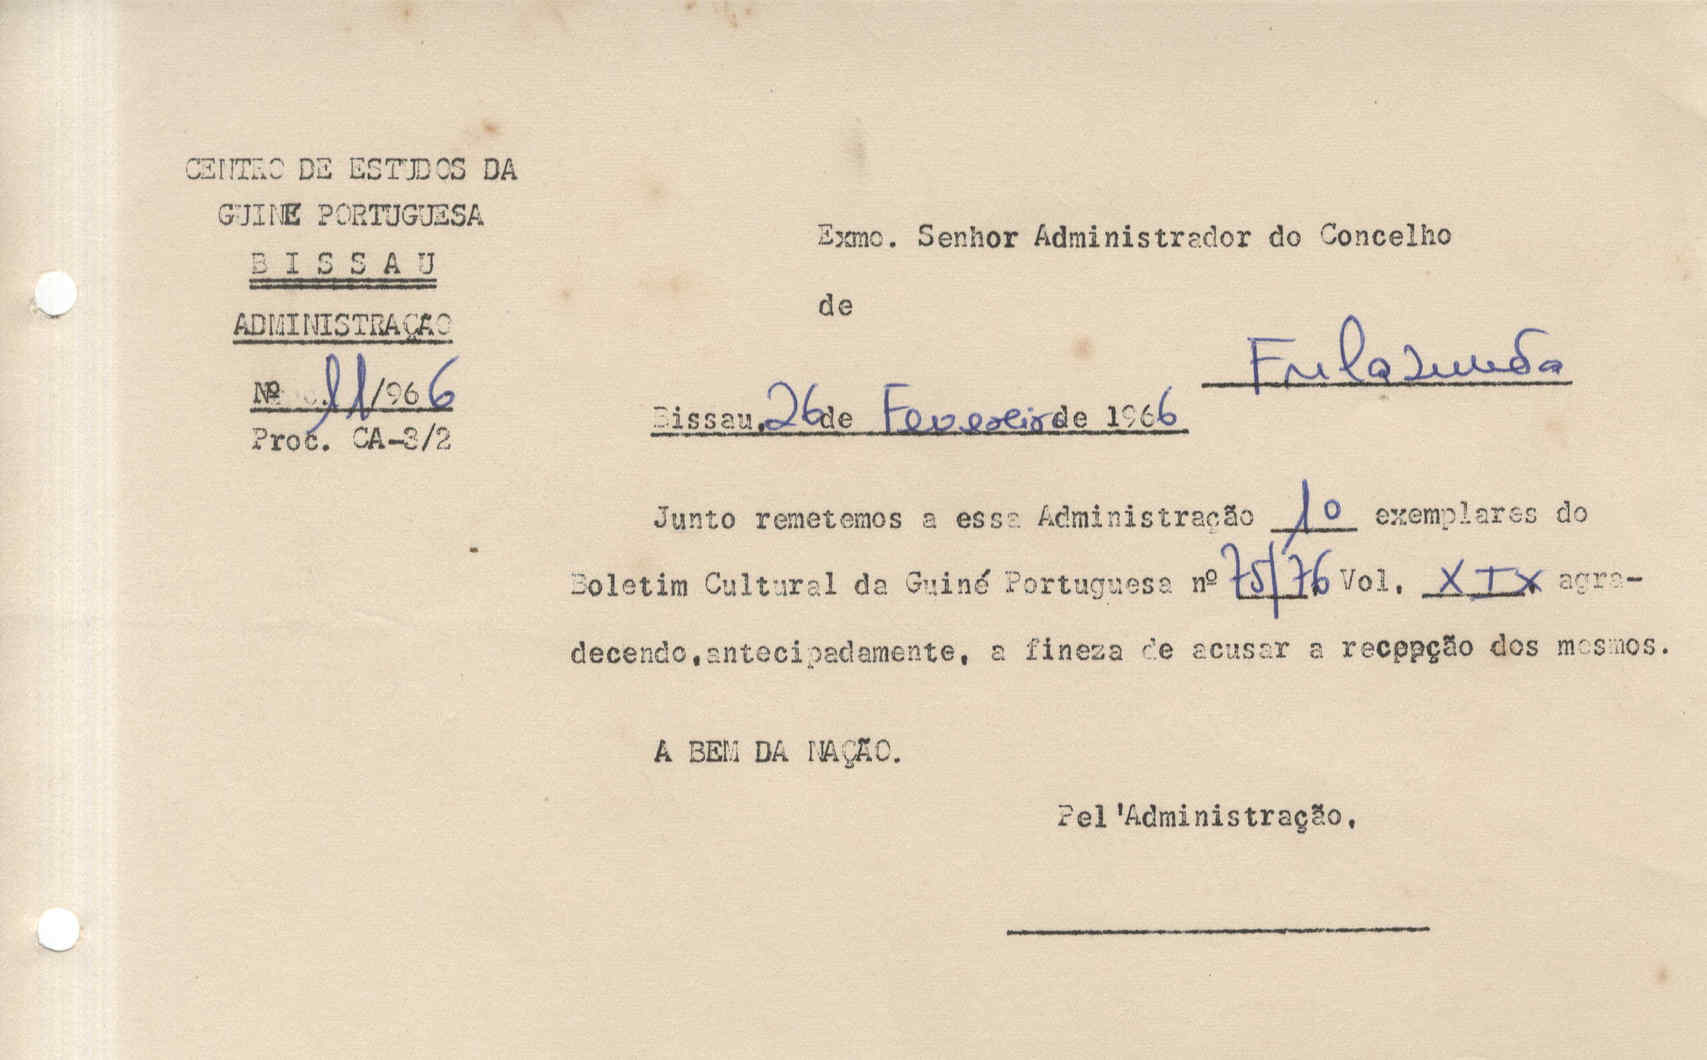 CENTRO DE ESTUDOS DA
GUINE PORTUGUESA
B I S S A U
ADMINISTRAÇÃO
Nº 11/966
Proc. CA-3/2
Exmo. Senhor Administrador do Concelho
de
Fulacunda
Bissau, 26 de Fevereiro de 1966
Junto remetemos a essa Administração 10 exemplares do
Boletim Cultural da Guiné Portuguesa nº 75/76 Vol. XIX agra-
decendo,antecipadamente, a fineza de acusar a recepção dos mesmos.
A BEM DA NAÇÃO.
Pel'Administração,